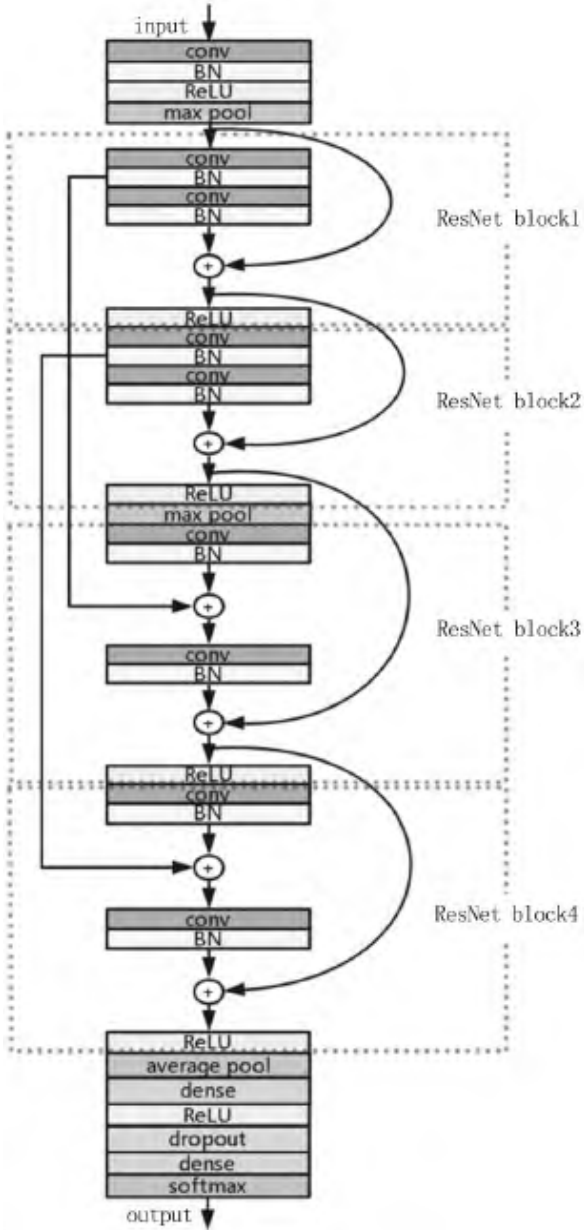 input
conv
BN
ReLU
max pool
conv
BN
conv
BN
ResNet block1
+
ReLU
conv
BN
conv
BN
ResNet block2
+
ReLU
max pool
conv
BN
+
ResNet block3
conv
BN
+
ReLU
conv
BN
+
ResNet block4
conv
BN
+
ReLU
average pool
dense
ReLU
dropout
dense
softmax
output